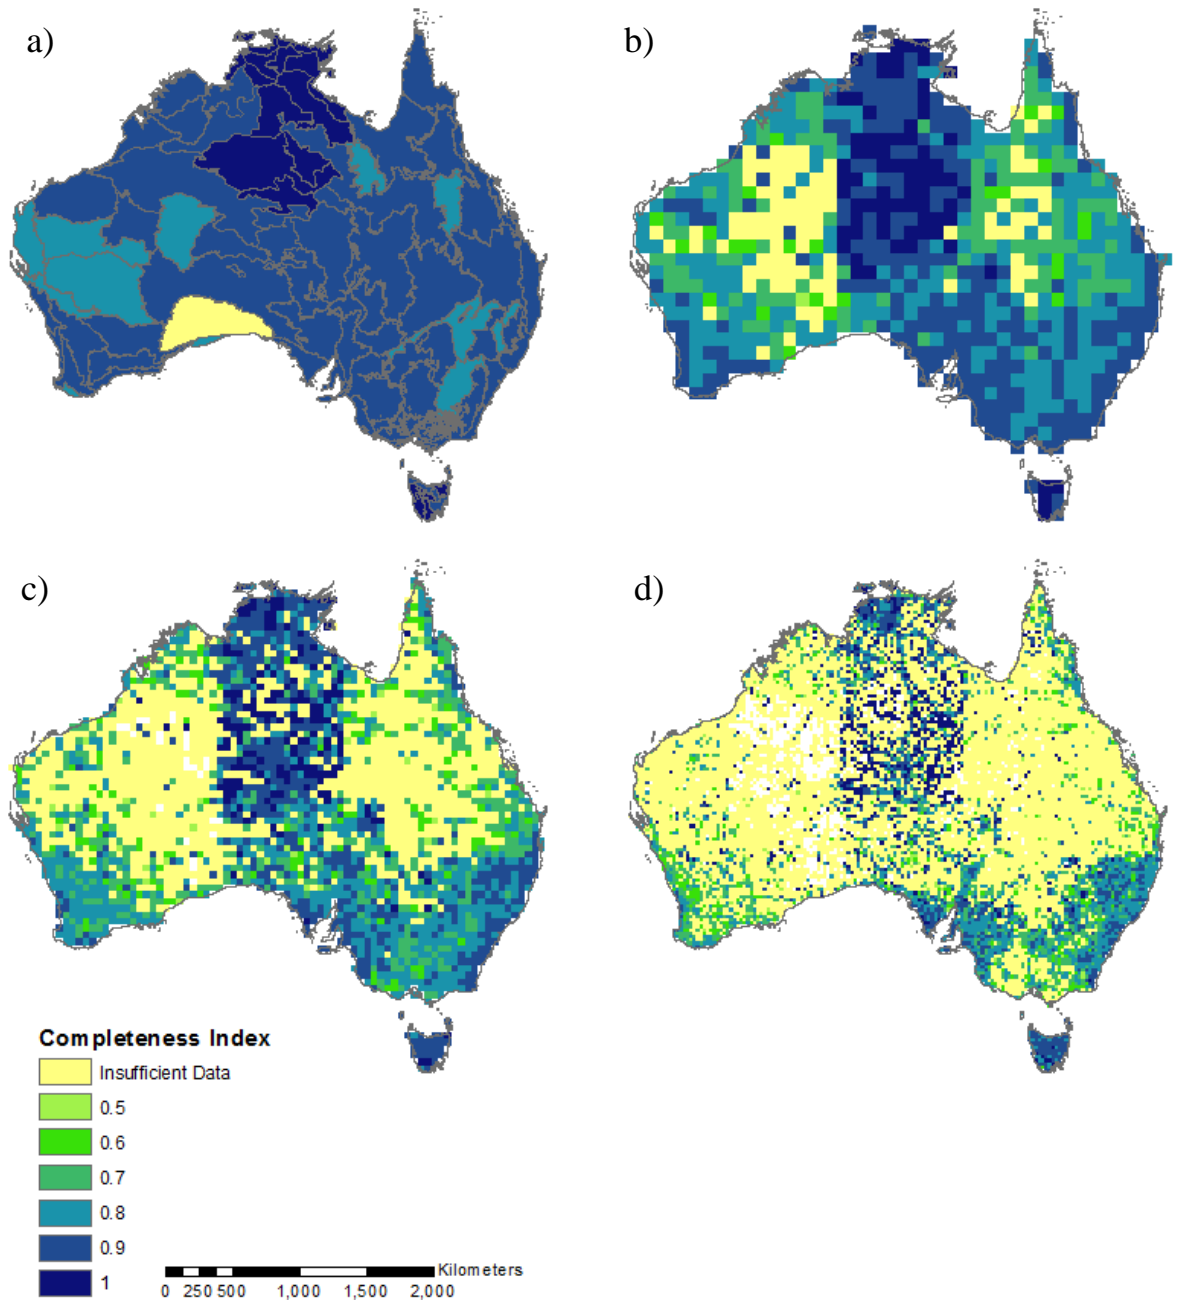 a)
b)
c)
d)
Completeness Index
Insufficient Data
0.5
0.6
0.7
0.8
0.9
1
Kilometers
0 250 500 1,000 1,500 2,000